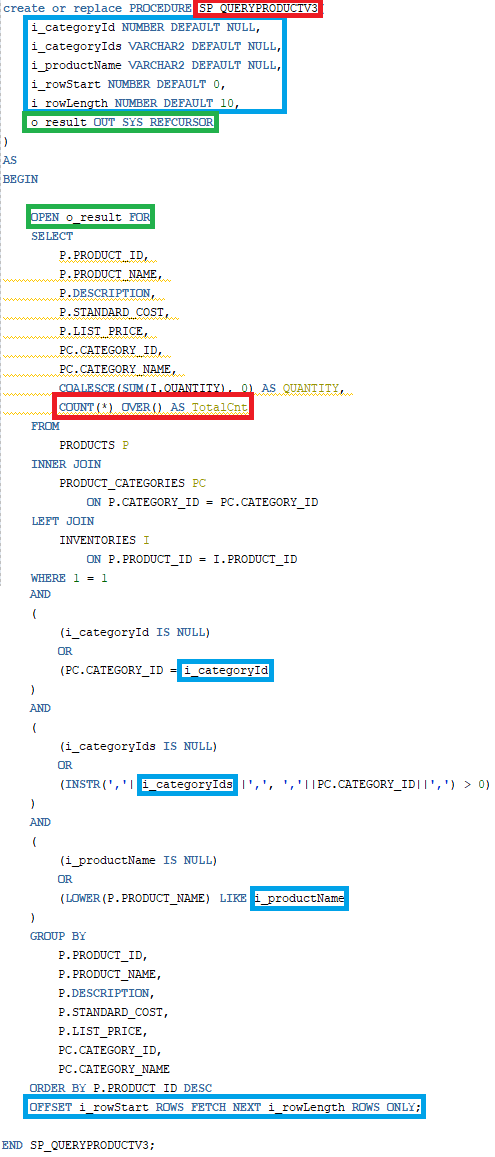 create or replace PROCEDURE SP_QUERYPRODUCTV3(
i_categoryId NUMBER DEFAULT NULL,
i_categoryIds VARCHAR2 DEFAULT NULL,
i_productName VARCHAR2 DEFAULT NULL,
i_rowStart NUMBER DEFAULT 0,
i_rowLength NUMBER DEFAULT 10,
o_result OUT SYS_REFCURSOR
)
AS
BEGIN
OPEN o_result FOR
SELECT
P.PRODUCT_ID,
P.PRODUCT_NAME,
P.DESCRIPTION,
P.STANDARD_COST,
P.LIST_PRICE,
PC.CATEGORY_ID,
PC.CATEGORY_NAME,
COALESCE(SUM(I.QUANTITY), 0) AS QUANTITY,
COUNT(*) OVER() AS TotalCnt
FROM
PRODUCTS P
INNER JOIN
PRODUCT_CATEGORIES PC
ON P.CATEGORY_ID = PC.CATEGORY_ID
LEFT JOIN
INVENTORIES I
ON P.PRODUCT_ID = I.PRODUCT_ID
WHERE 1 = 1
AND
(
(i_categoryId IS NULL)
OR
(PC.CATEGORY_ID = i_categoryId)
)
AND
(
(i_categoryIds IS NULL)
OR
(INSTR(','||i_categoryIds||',', ','||PC.CATEGORY_ID||',') > 0)
)
AND
(
(i_productName IS NULL)
OR
(LOWER(P.PRODUCT_NAME) LIKE i_productName)
)
GROUP BY
P.PRODUCT_ID,
P.PRODUCT_NAME,
P.DESCRIPTION,
P.STANDARD_COST,
P.LIST_PRICE,
PC.CATEGORY_ID,
PC.CATEGORY_NAME
ORDER BY P.PRODUCT_ID DESC
OFFSET i_rowStart ROWS FETCH NEXT i_rowLength ROWS ONLY;
END SP_QUERYPRODUCTV3;